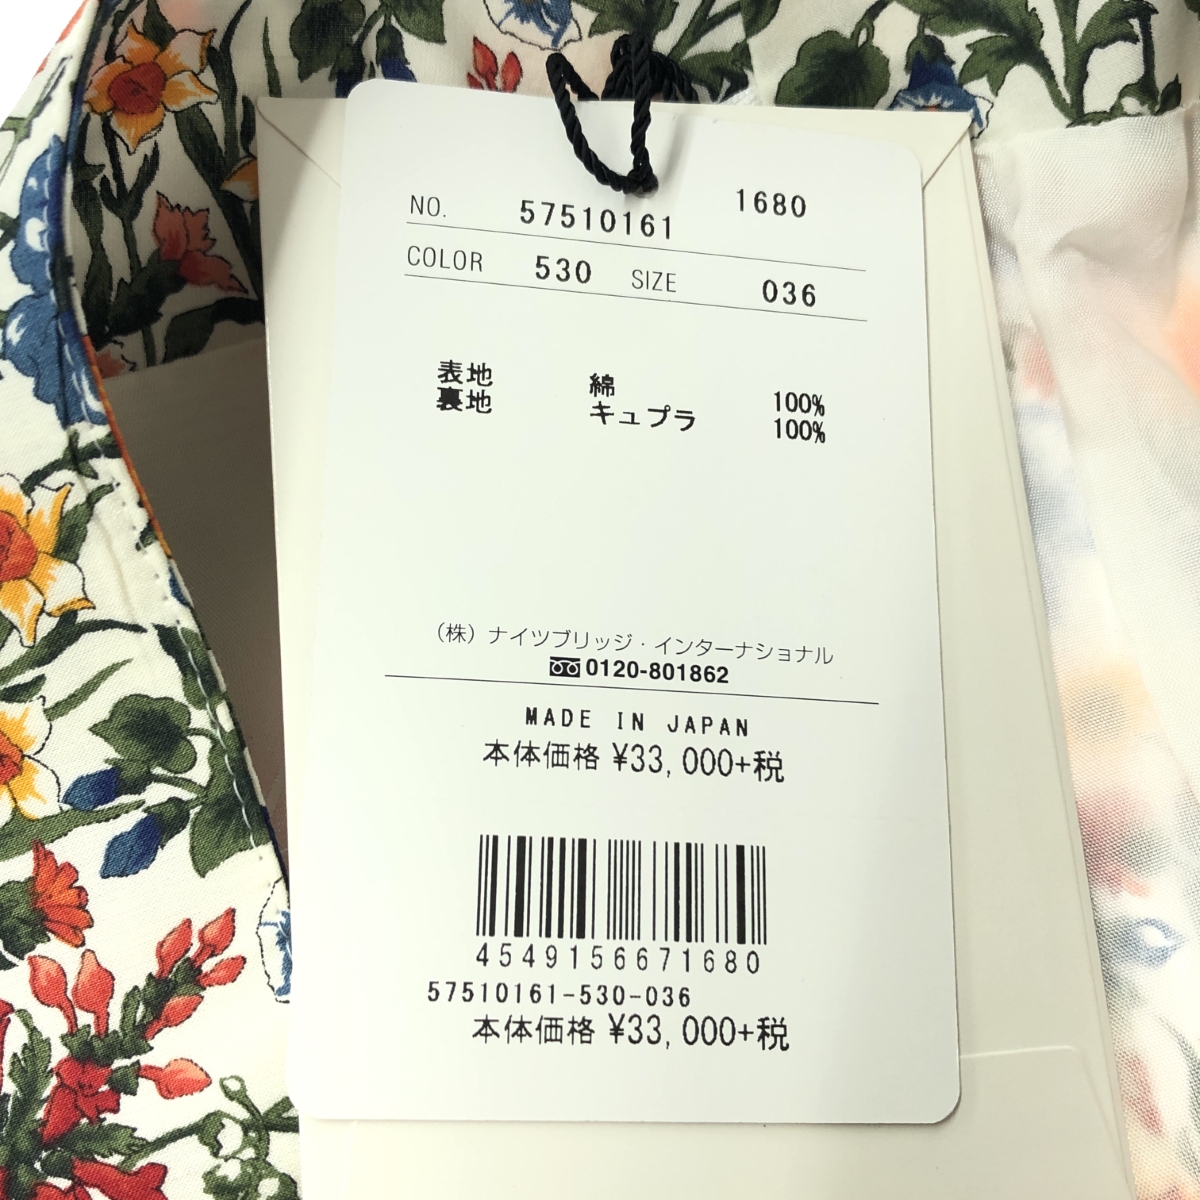 1680
NO. 57510161
COLOR 530 SIZE 036
表地 綿 100%
裏地 キュプラ 100%
(株) ナイツブリッジ・インターナショナル
0120-801862
MADE IN JAPAN
本体価格 ¥33,000+税
4549156671680
57510161-530-036
本体価格 ¥33,000+税